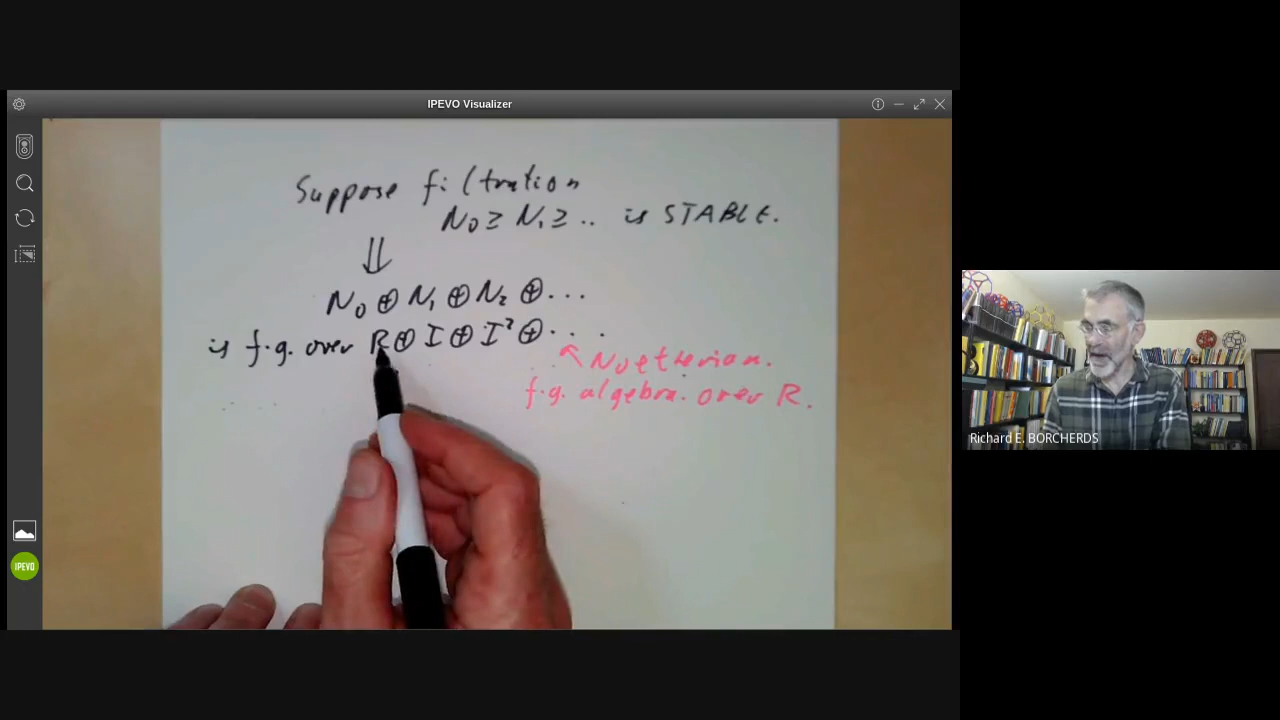 IPEVO Visualizer
Suppose filtration
N₀ ≥ N₁ ≥ .. is STABLE.
⇓
N₀ ⊕ N₁ ⊕ N₂ ⊕ ...
is f.g. over R ⊕ I ⊕ I² ⊕ ....
↖ Noetherian.
f.g. algebra. over R.
Richard E. BORCHERDS
IPEVO